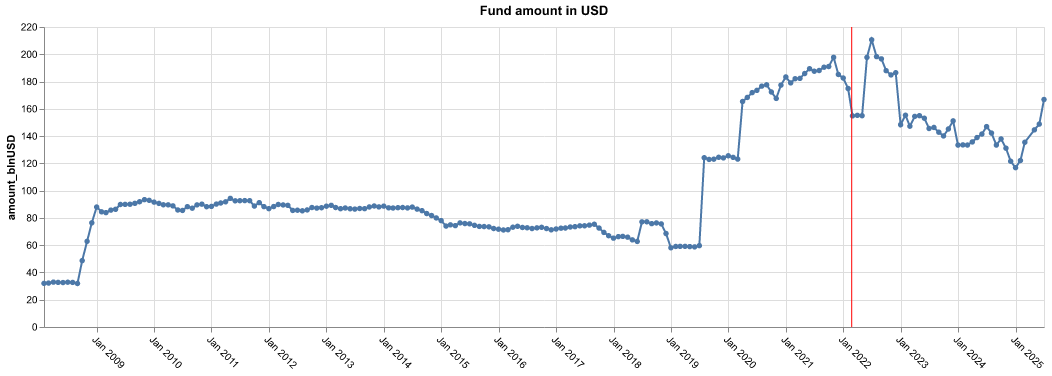 Fund amount in USD
amount_blnUSD
220
200
180
160
140
120
100
80
60
40
20
0
Jan 2009
Jan 2010
Jan 2011
Jan 2012
Jan 2013
Jan 2014
Jan 2015
Jan 2016
Jan 2017
Jan 2018
Jan 2019
Jan 2020
Jan 2021
Jan 2022
Jan 2023
Jan 2024
Jan 2025